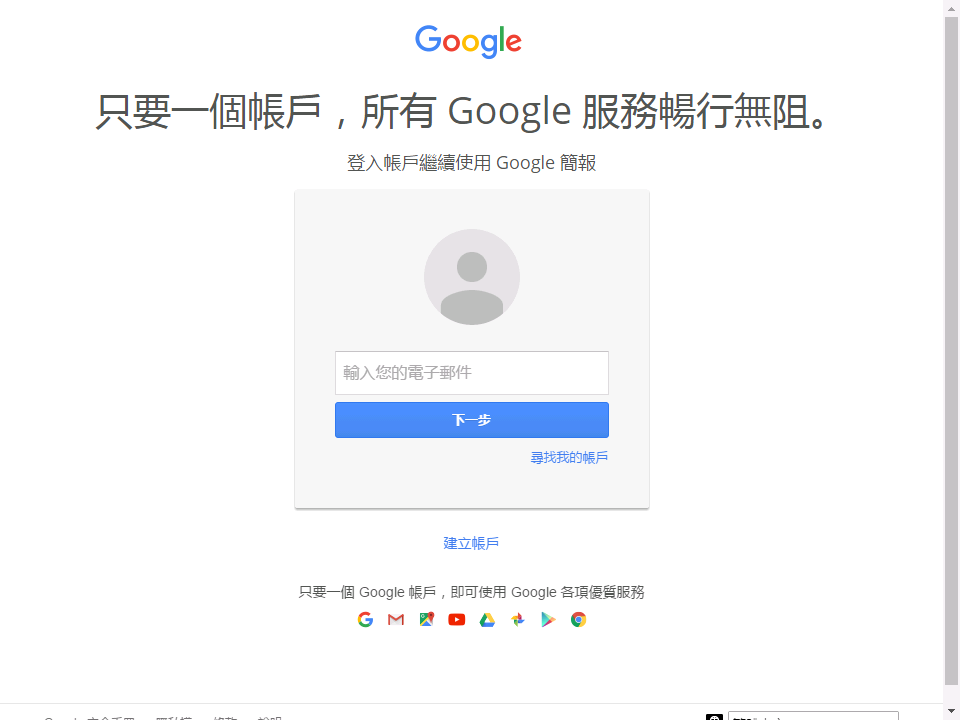 Google
只要一個帳戶，所有 Google 服務暢行無阻。
登入帳戶繼續使用 Google 簡報
輸入您的電子郵件
下一步
尋找我的帳戶
建立帳戶
只要一個 Google 帳戶，即可使用 Google 各項優質服務